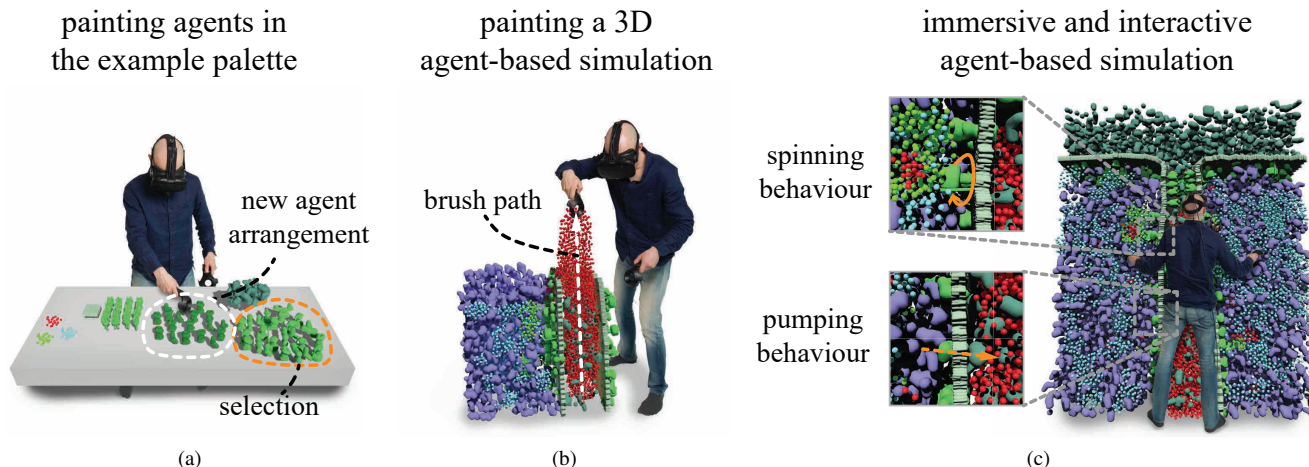 painting agents in
the example palette
new agent
arrangement
selection
(a)
painting a 3D
agent-based simulation
brush path
(b)
immersive and interactive
agent-based simulation
spinning
behaviour
pumping
behaviour
(c)